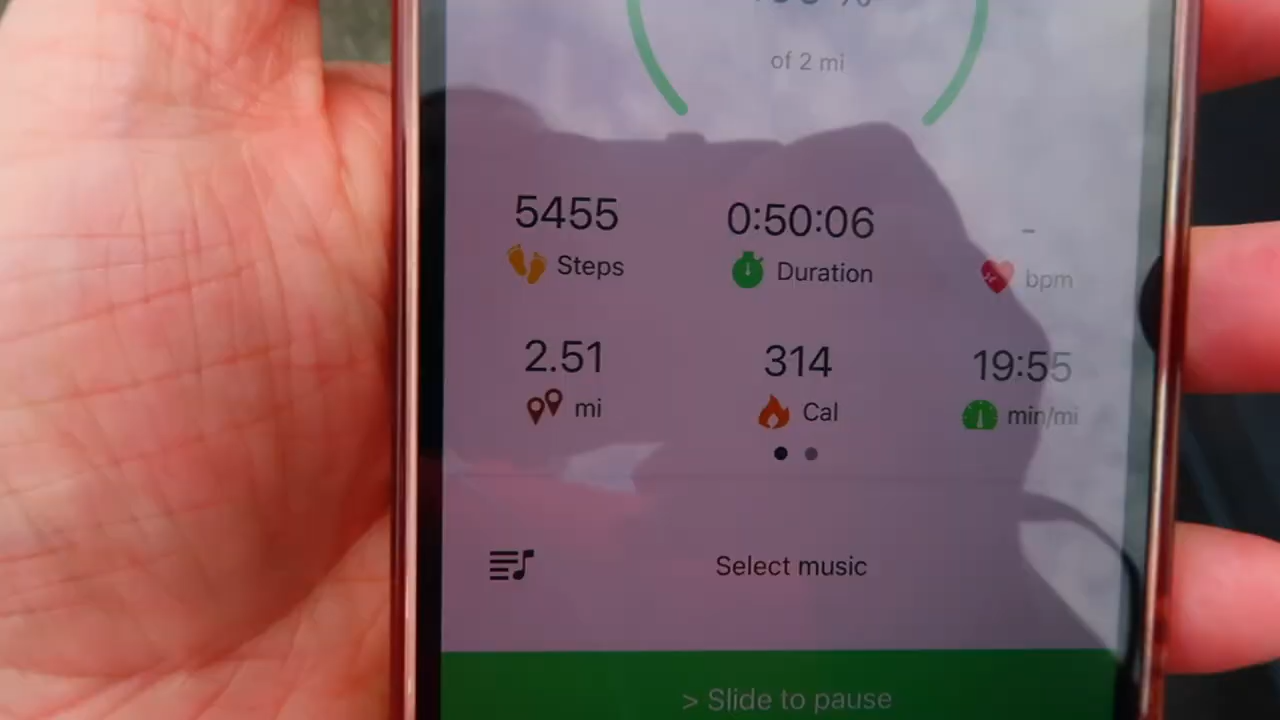 of 2 mi
5455 0:50:06 -
Steps Duration bpm
2.51 314 19:55
mi Cal min/mi
Select music
> Slide to pause